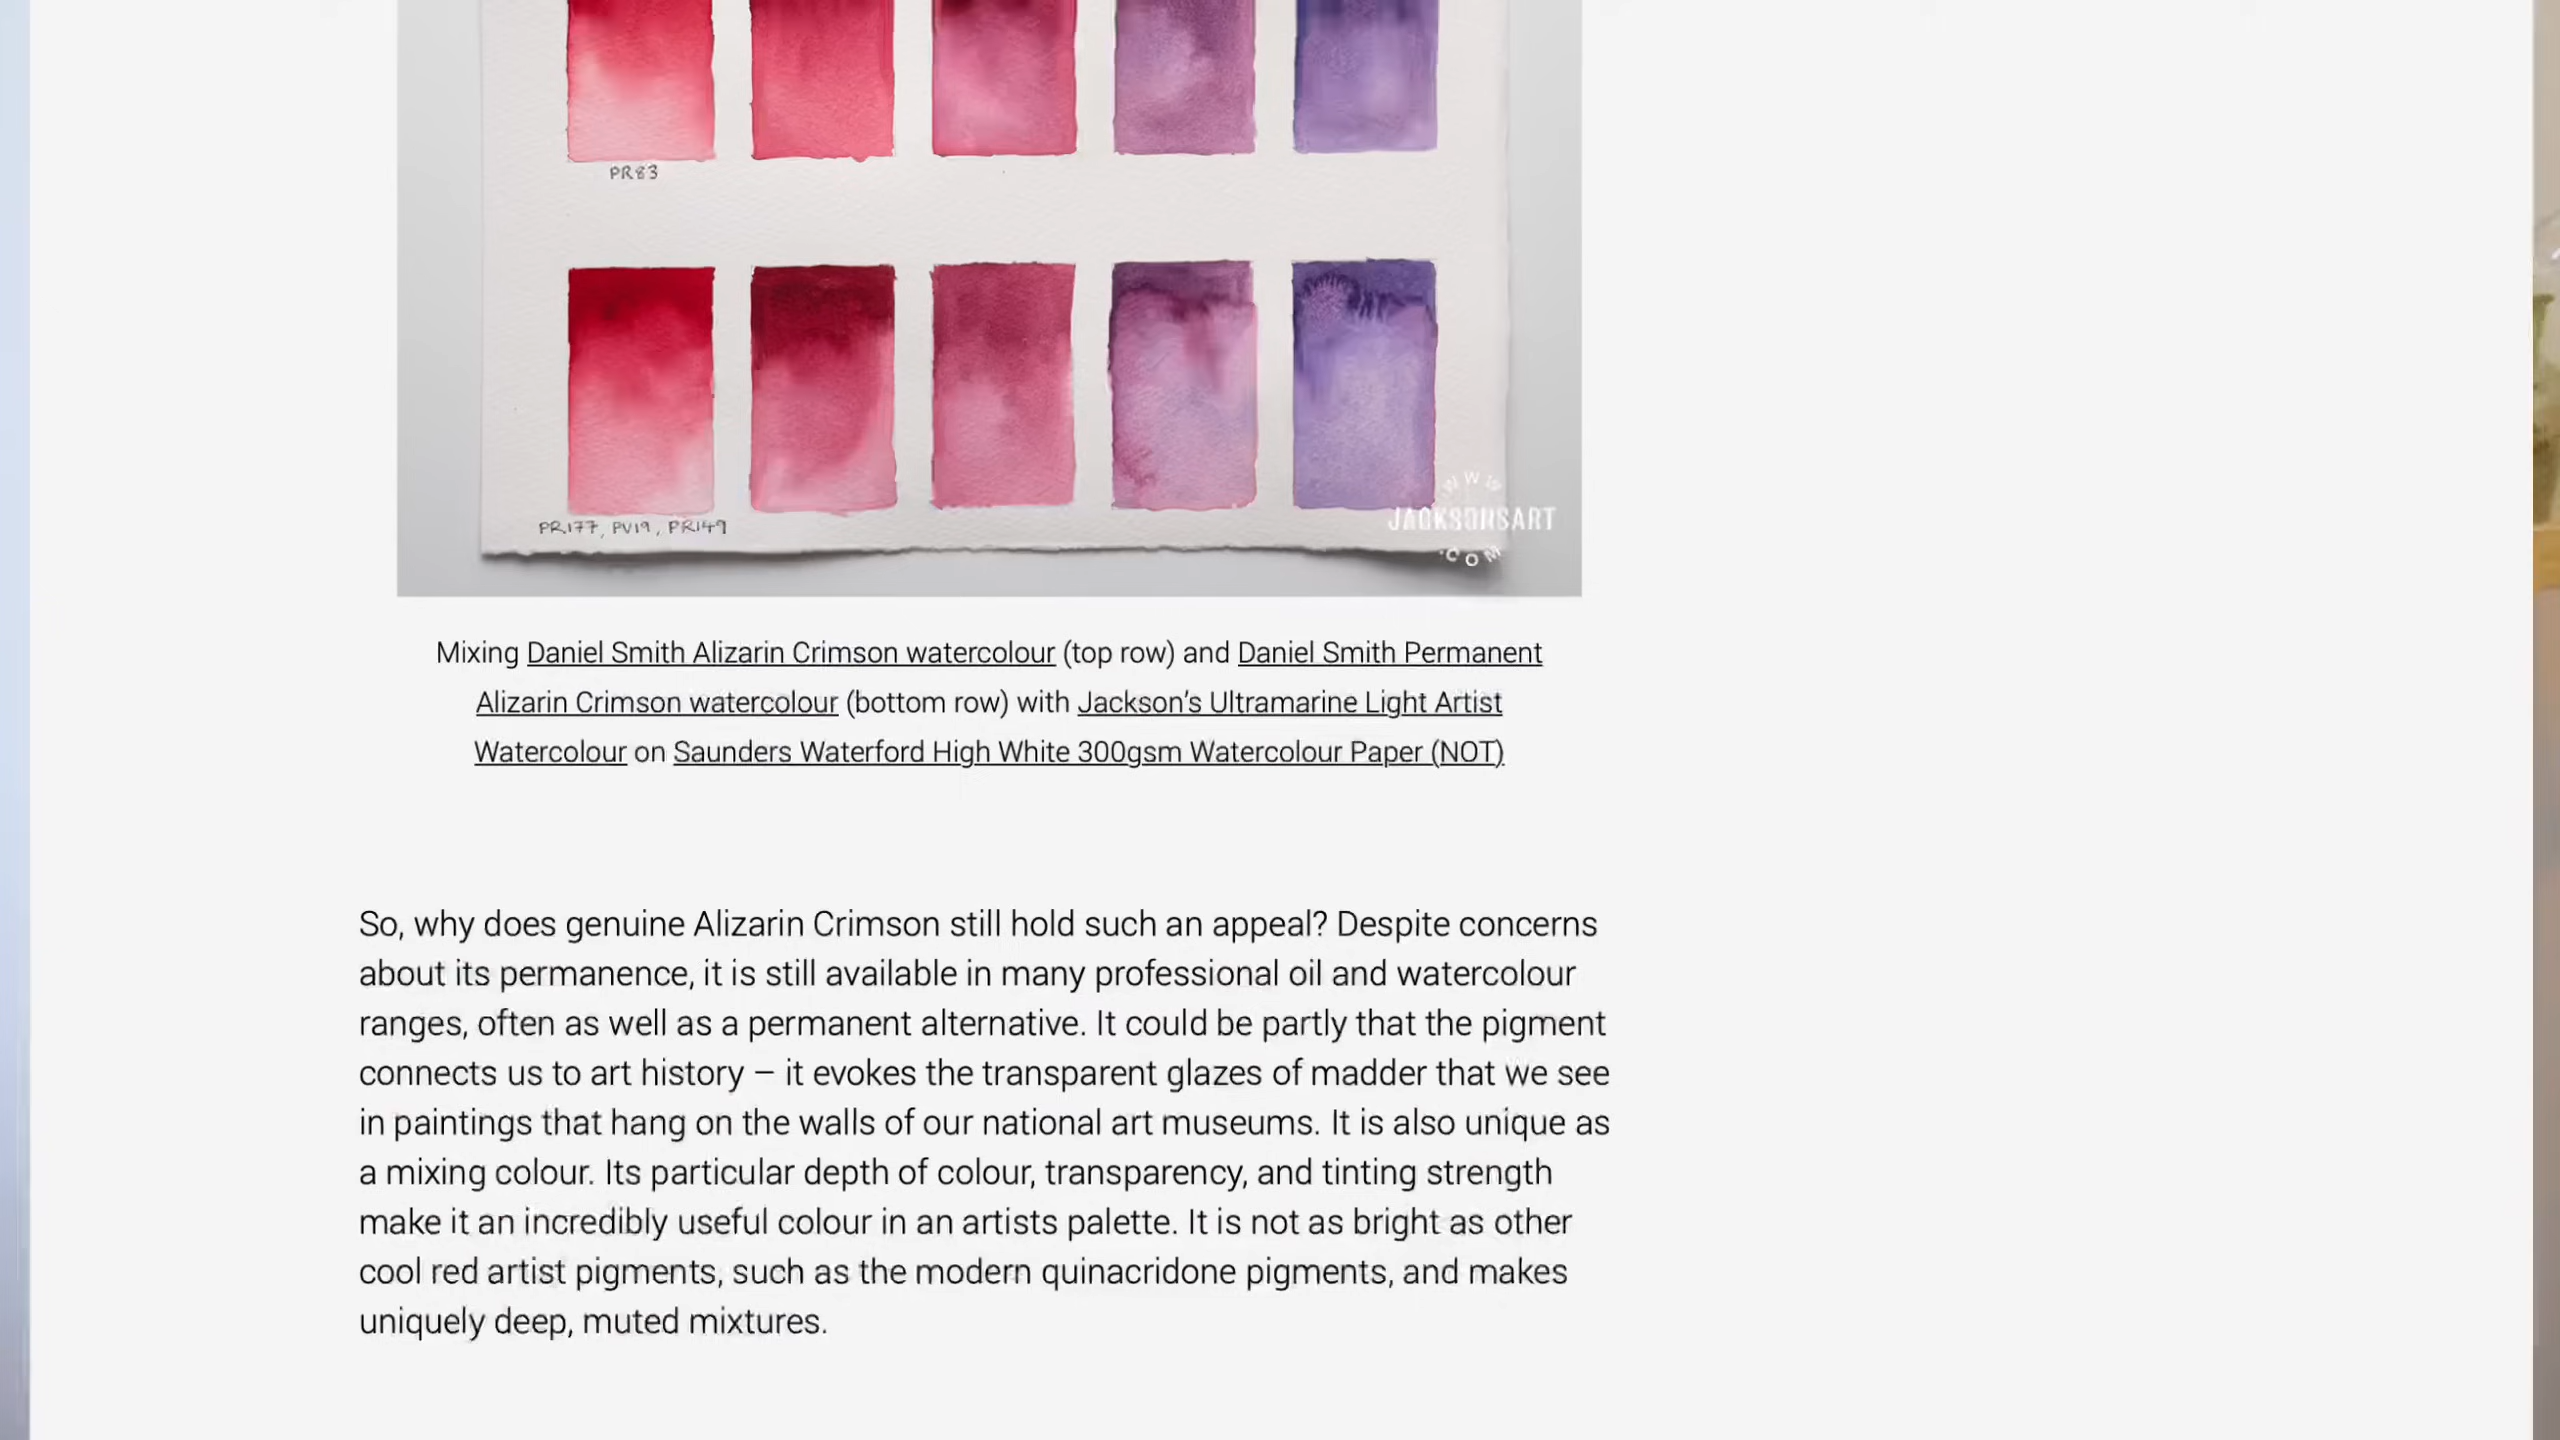 PR83
PR177, PV19, PR149
WWW
JACKSONSART
.COM
Mixing Daniel Smith Alizarin Crimson watercolour (top row) and Daniel Smith Permanent
Alizarin Crimson watercolour (bottom row) with Jackson’s Ultramarine Light Artist
Watercolour on Saunders Waterford High White 300gsm Watercolour Paper (NOT)
So, why does genuine Alizarin Crimson still hold such an appeal? Despite concerns
about its permanence, it is still available in many professional oil and watercolour
ranges, often as well as a permanent alternative. It could be partly that the pigment
connects us to art history – it evokes the transparent glazes of madder that we see
in paintings that hang on the walls of our national art museums. It is also unique as
a mixing colour. Its particular depth of colour, transparency, and tinting strength
make it an incredibly useful colour in an artists palette. It is not as bright as other
cool red artist pigments, such as the modern quinacridone pigments, and makes
uniquely deep, muted mixtures.